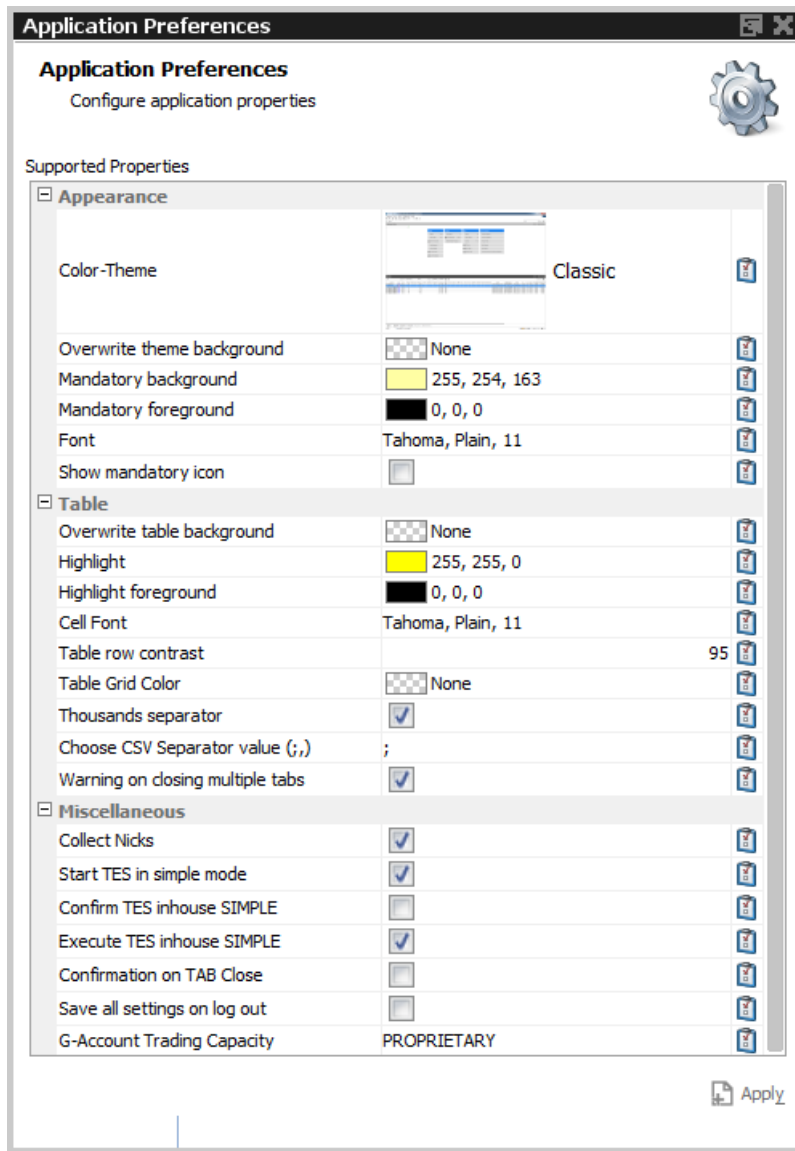 Application Preferences
Application Preferences
Configure application properties
Supported Properties
Appearance
Color-Theme Classic
Overwrite theme background None
Mandatory background 255, 254, 163
Mandatory foreground 0, 0, 0
Font Tahoma, Plain, 11
Show mandatory icon
Table
Overwrite table background None
Highlight 255, 255, 0
Highlight foreground 0, 0, 0
Cell Font Tahoma, Plain, 11
Table row contrast 95
Table Grid Color None
Thousands separator
Choose CSV Separator value (;,) ;
Warning on closing multiple tabs
Miscellaneous
Collect Nicks
Start TES in simple mode
Confirm TES inhouse SIMPLE
Execute TES inhouse SIMPLE
Confirmation on TAB Close
Save all settings on log out
G-Account Trading Capacity PROPRIETARY
Apply